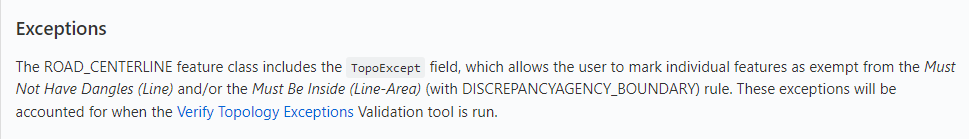 Exceptions
The ROAD_CENTERLINE feature class includes the TopoExcept field, which allows the user to mark individual features as exempt from the Must
Not Have Dangles (Line) and/or the Must Be Inside (Line-Area) (with DISCREPANCYAGENCY_BOUNDARY) rule. These exceptions will be
accounted for when the Verify Topology Exceptions Validation tool is run.